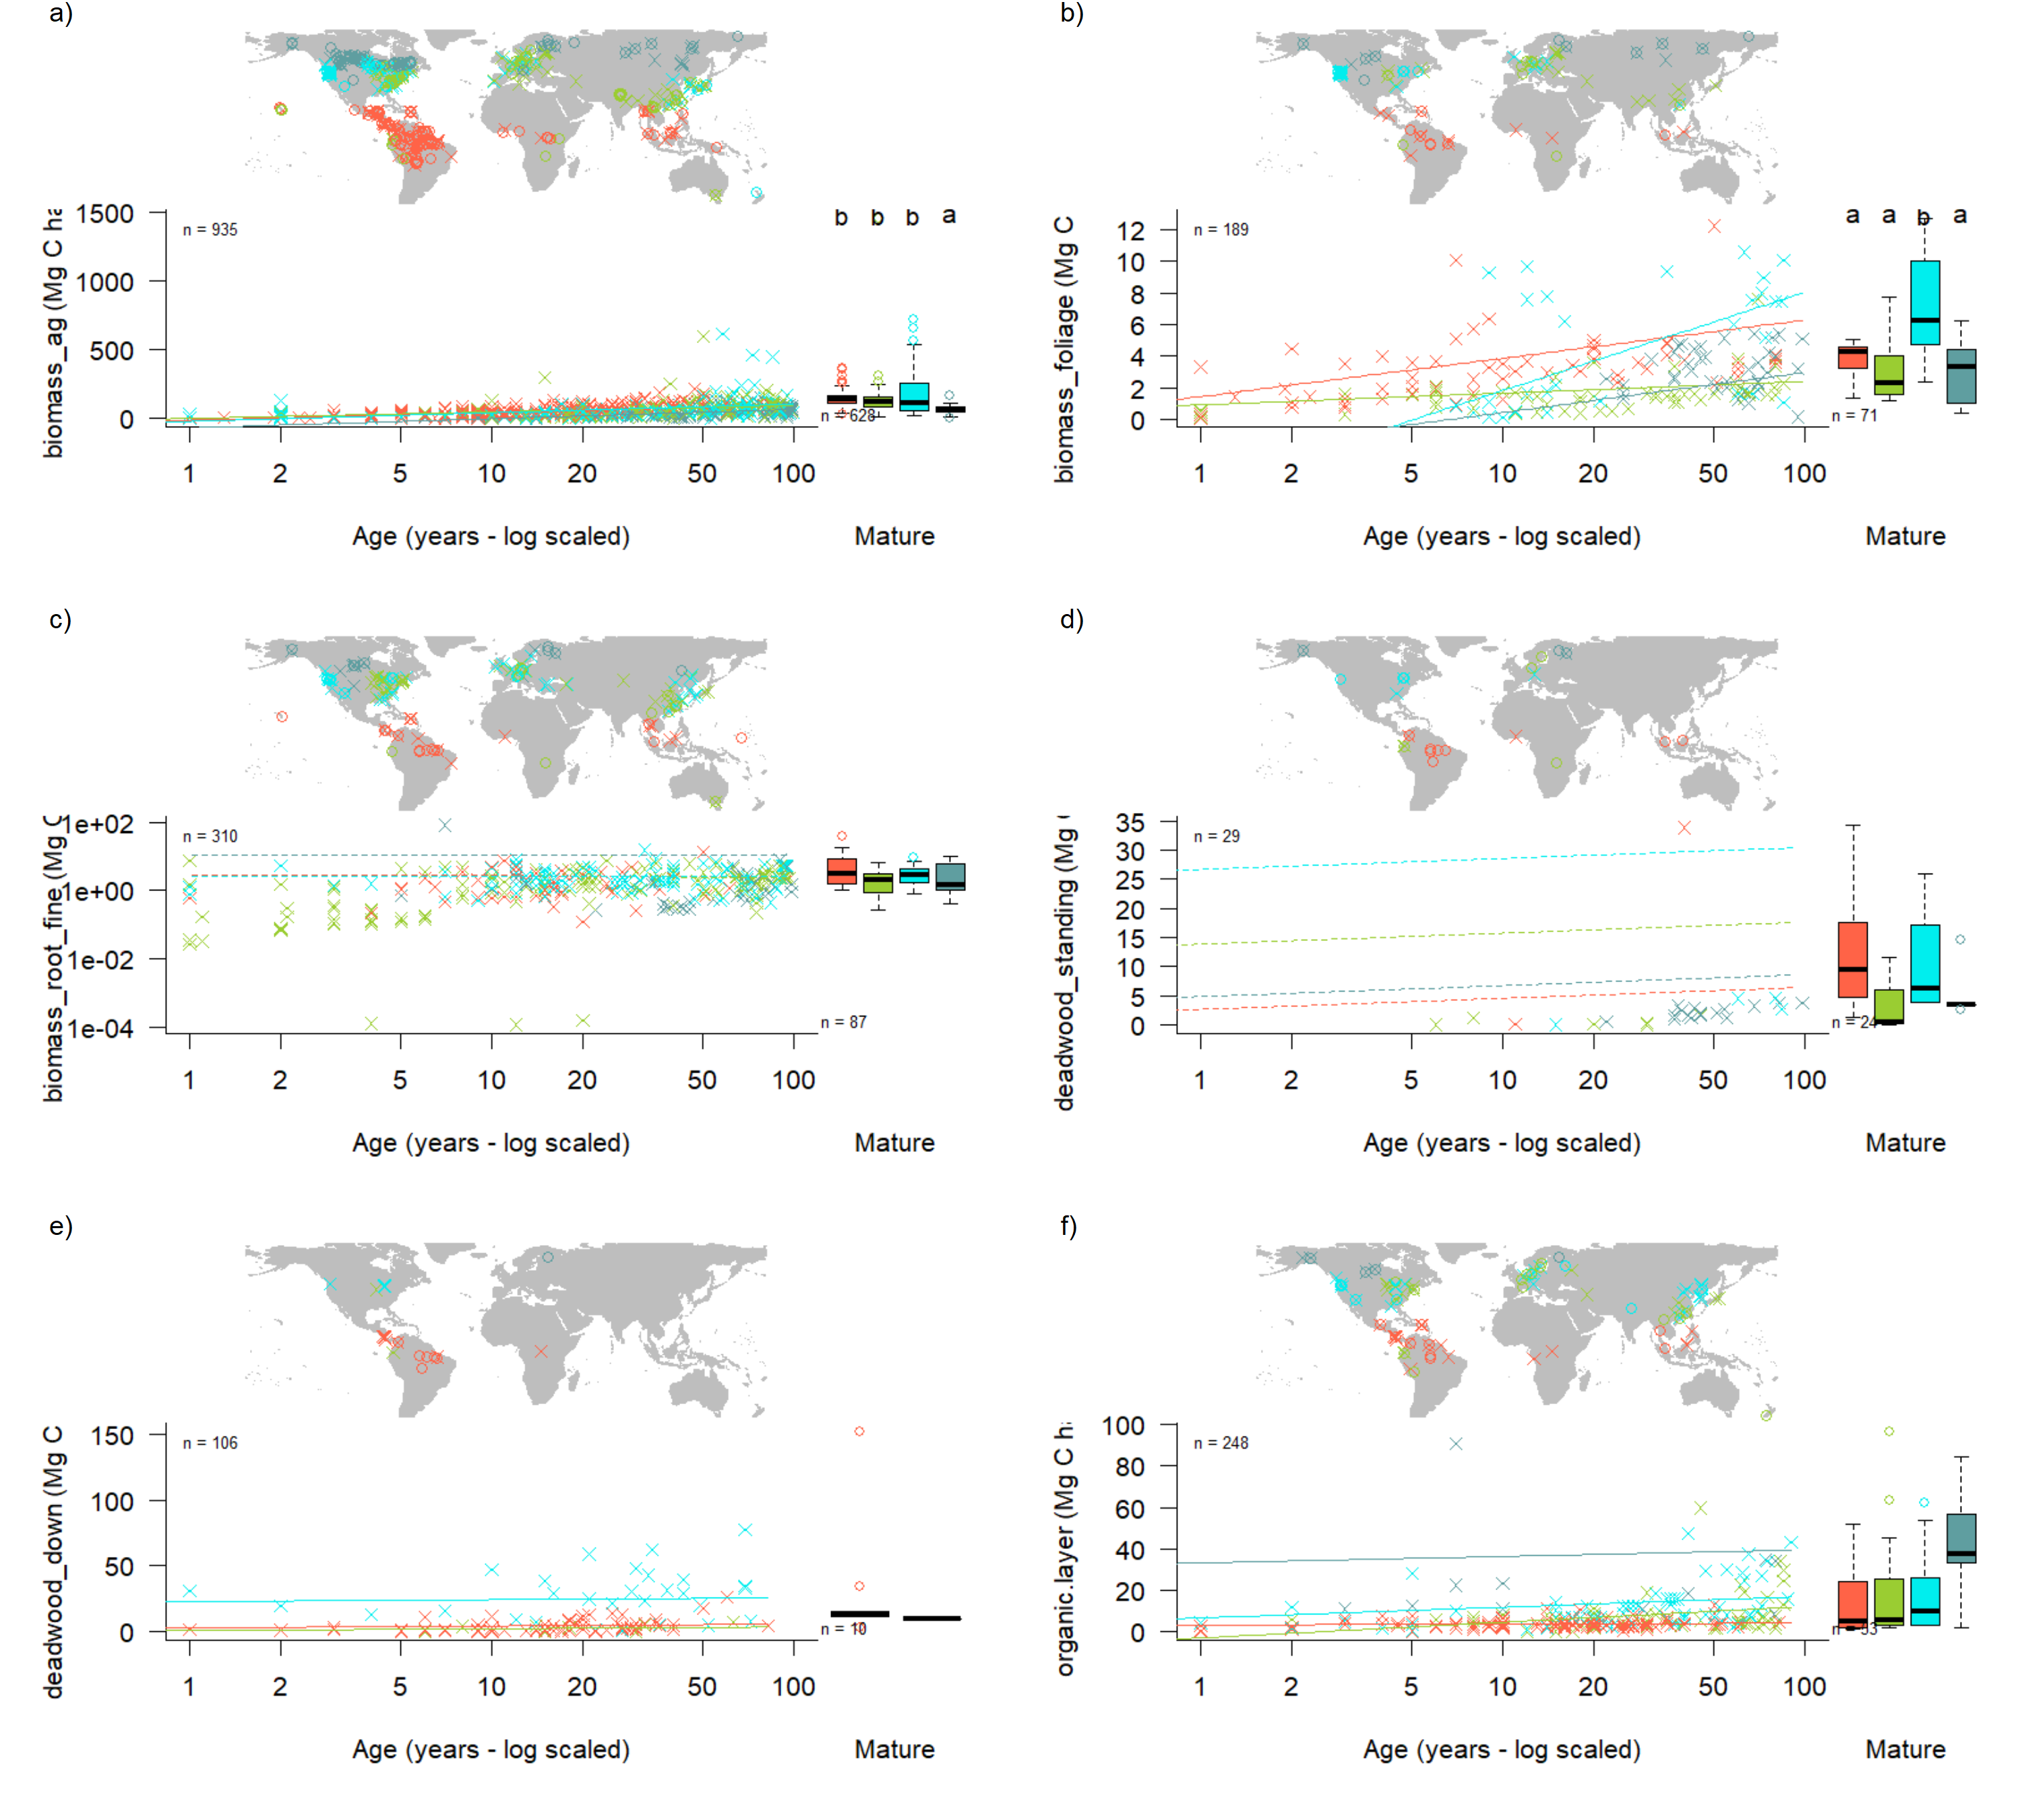 a)
b)
biomass_ag (Mg C ha
1500
1000
500
0
n = 935
b b b a
n = 628
1 2 5 10 20 50 100
Age (years - log scaled)
Mature
biomass_foliage (Mg C
12
10
8
6
4
2
0
n = 189
a a b a
n = 71
1 2 5 10 20 50 100
Age (years - log scaled)
Mature
c)
d)
biomass_root_fine (Mg C
1e+02
1e+00
1e-02
1e-04
n = 310
n = 87
1 2 5 10 20 50 100
Age (years - log scaled)
Mature
deadwood_standing (Mg
35
30
25
20
15
10
5
0
n = 29
n = 24
1 2 5 10 20 50 100
Age (years - log scaled)
Mature
e)
f)
deadwood_down (Mg C
150
100
50
0
n = 106
n = 10
1 2 5 10 20 50 100
Age (years - log scaled)
Mature
organic.layer (Mg C h
100
80
60
40
20
0
n = 248
n = 53
1 2 5 10 20 50 100
Age (years - log scaled)
Mature